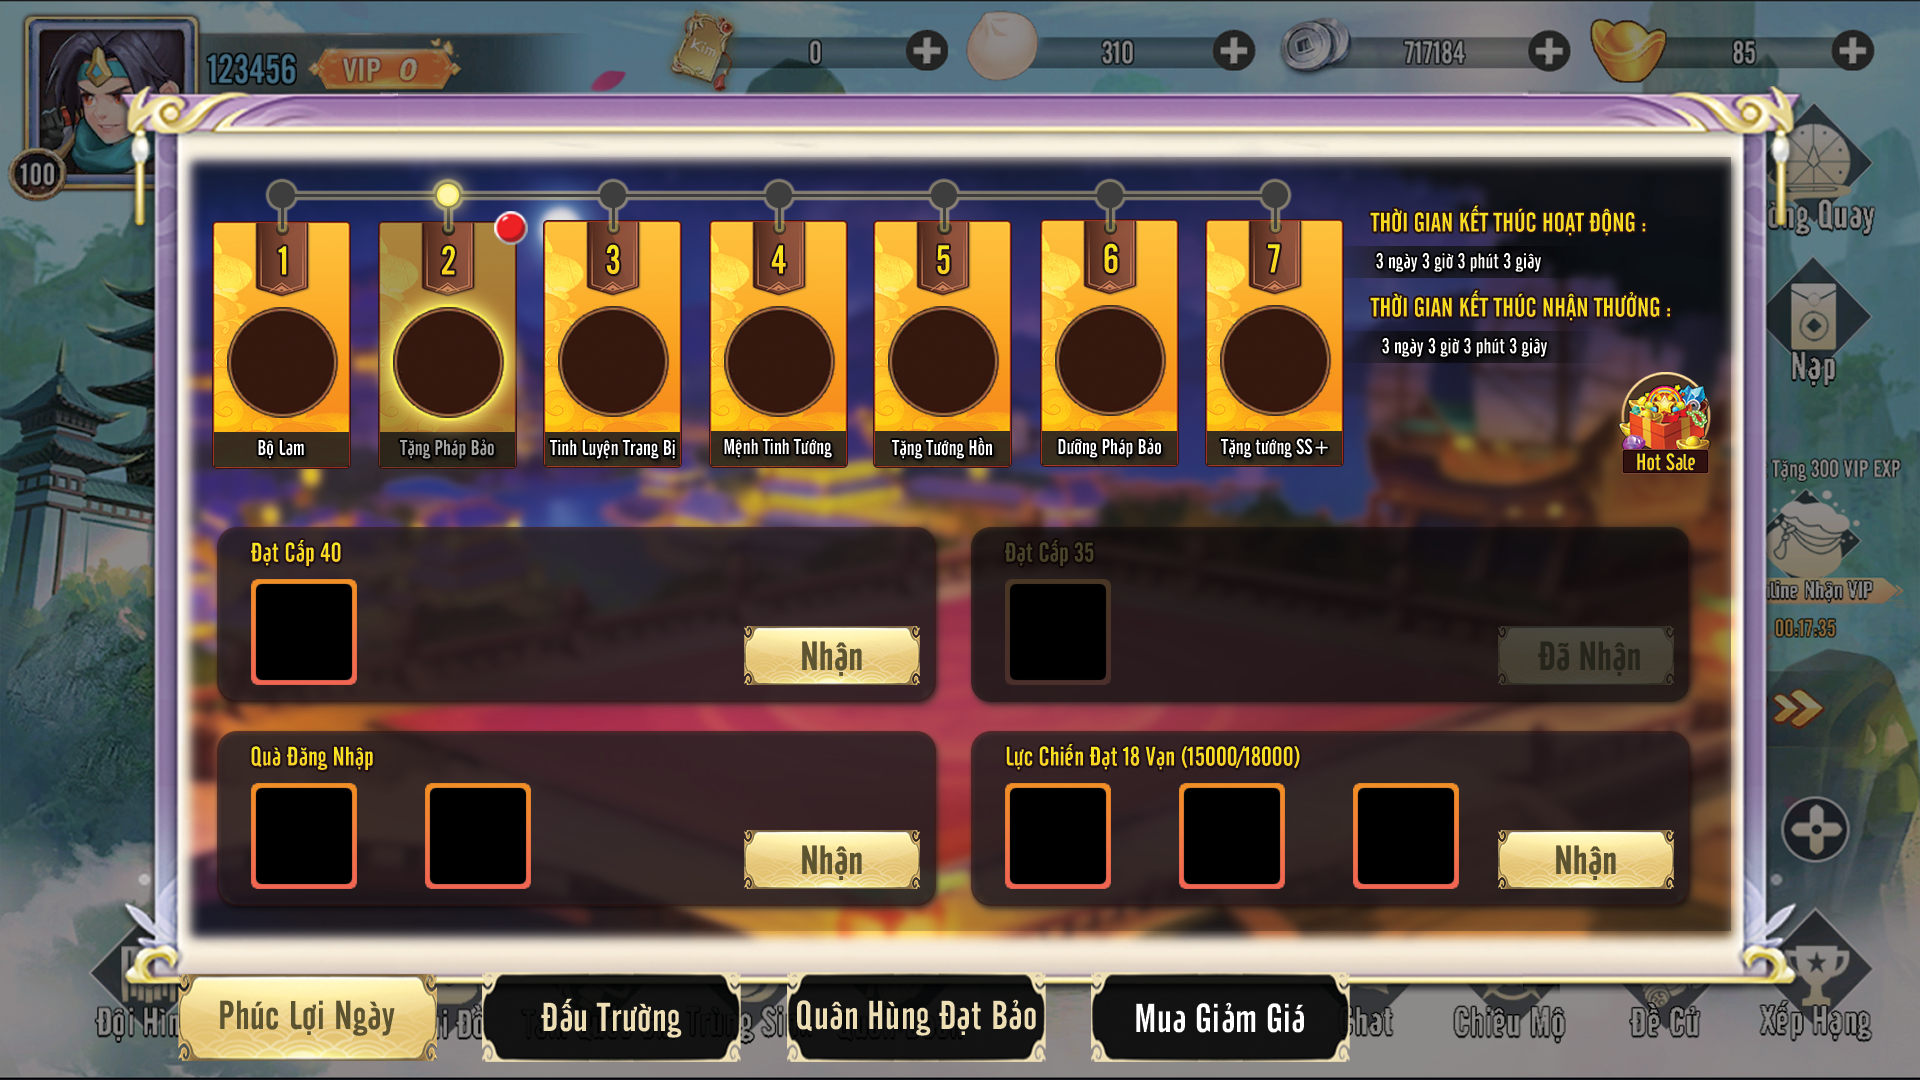 123456
VIP 0
Kim
0
310
717184
85
100
1
2
3
4
5
6
7
Bộ Lam
Tặng Pháp Bảo
Tinh Luyện Trang Bị
Mệnh Tinh Tướng
Tặng Tướng Hồn
Dưỡng Pháp Bảo
Tặng tướng SS+
THỜI GIAN KẾT THÚC HOẠT ĐỘNG :
3 ngày 3 giờ 3 phút 3 giây
THỜI GIAN KẾT THÚC NHẬN THƯỞNG :
3 ngày 3 giờ 3 phút 3 giây
Hot Sale
Quay
Nạp
Tặng 300 VIP EXP
Nhận VIP
00:17:35
Đạt Cấp 40
Nhận
Đạt Cấp 35
Đã Nhận
Quà Đăng Nhập
Nhận
Lực Chiến Đạt 18 Vạn (15000/18000)
Nhận
Phúc Lợi Ngày
Đấu Trường
Quân Hùng Đạt Bảo
Mua Giảm Giá
Đội
Chiêu Mộ
Đề Cử
Xếp Hạng